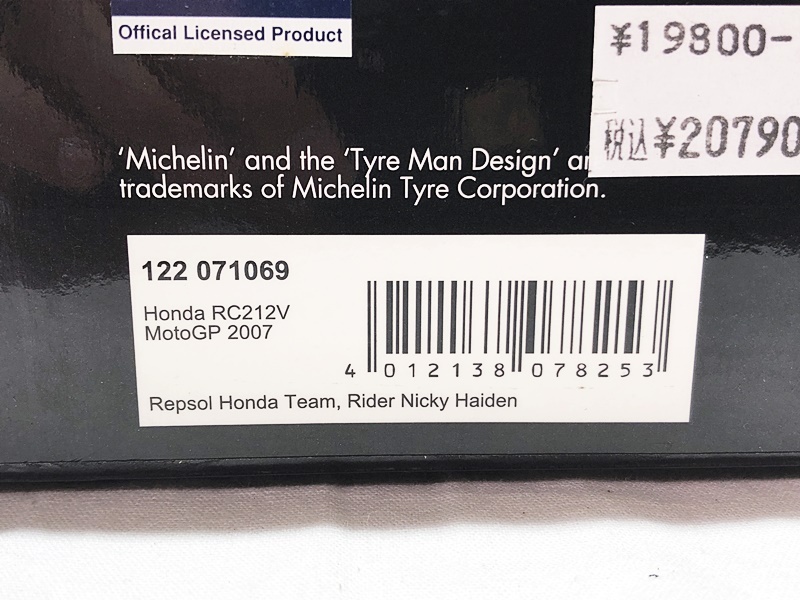 Offical Licensed Product
¥19800-
税込¥20790
'Michelin' and the 'Tyre Man Design'
trademarks of Michelin Tyre Corporation.
122 071069
Honda RC212V
MotoGP 2007
4 012138 078253
Repsol Honda Team, Rider Nicky Haiden